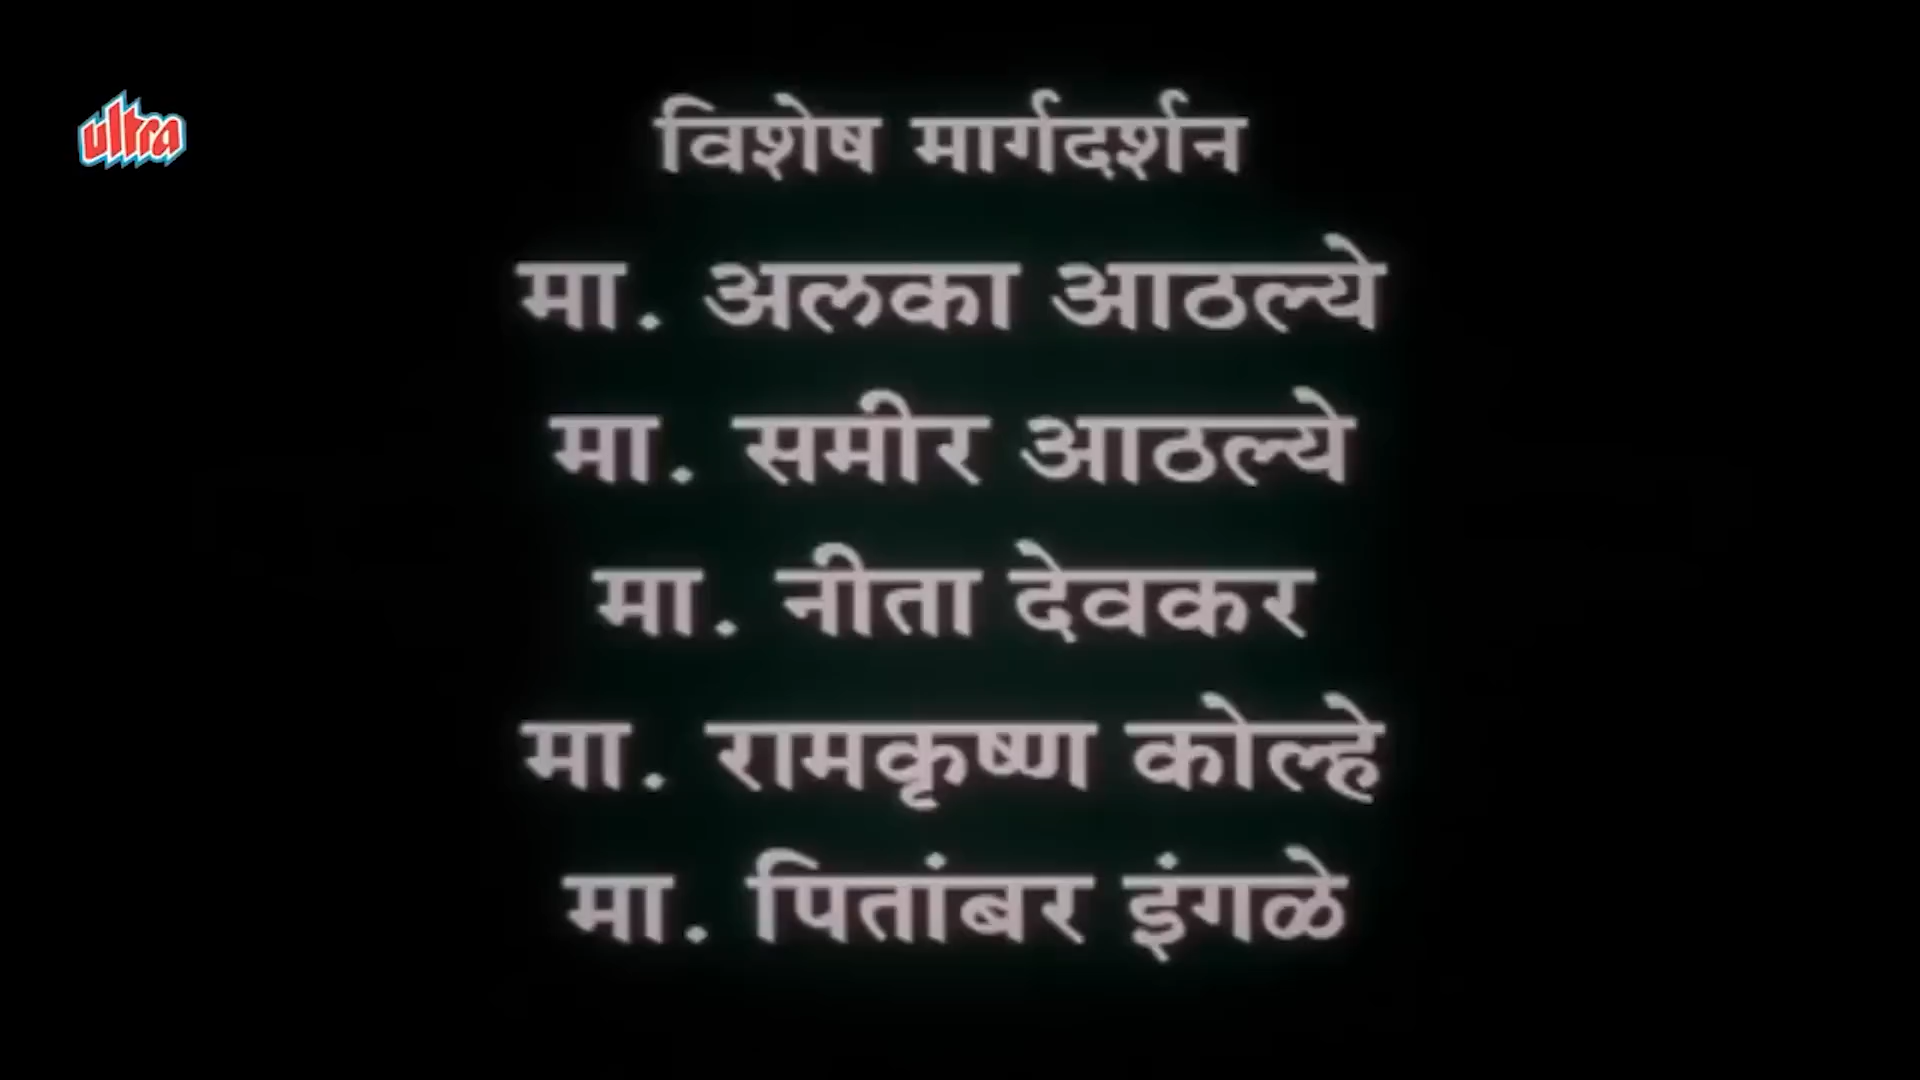 ultra
विशेष मार्गदर्शन
मा. अलका आठल्ये
मा. समीर आठल्ये
मा. नीता देवकर
मा. रामकृष्ण कोल्हे
मा. पितांबर इंगळे